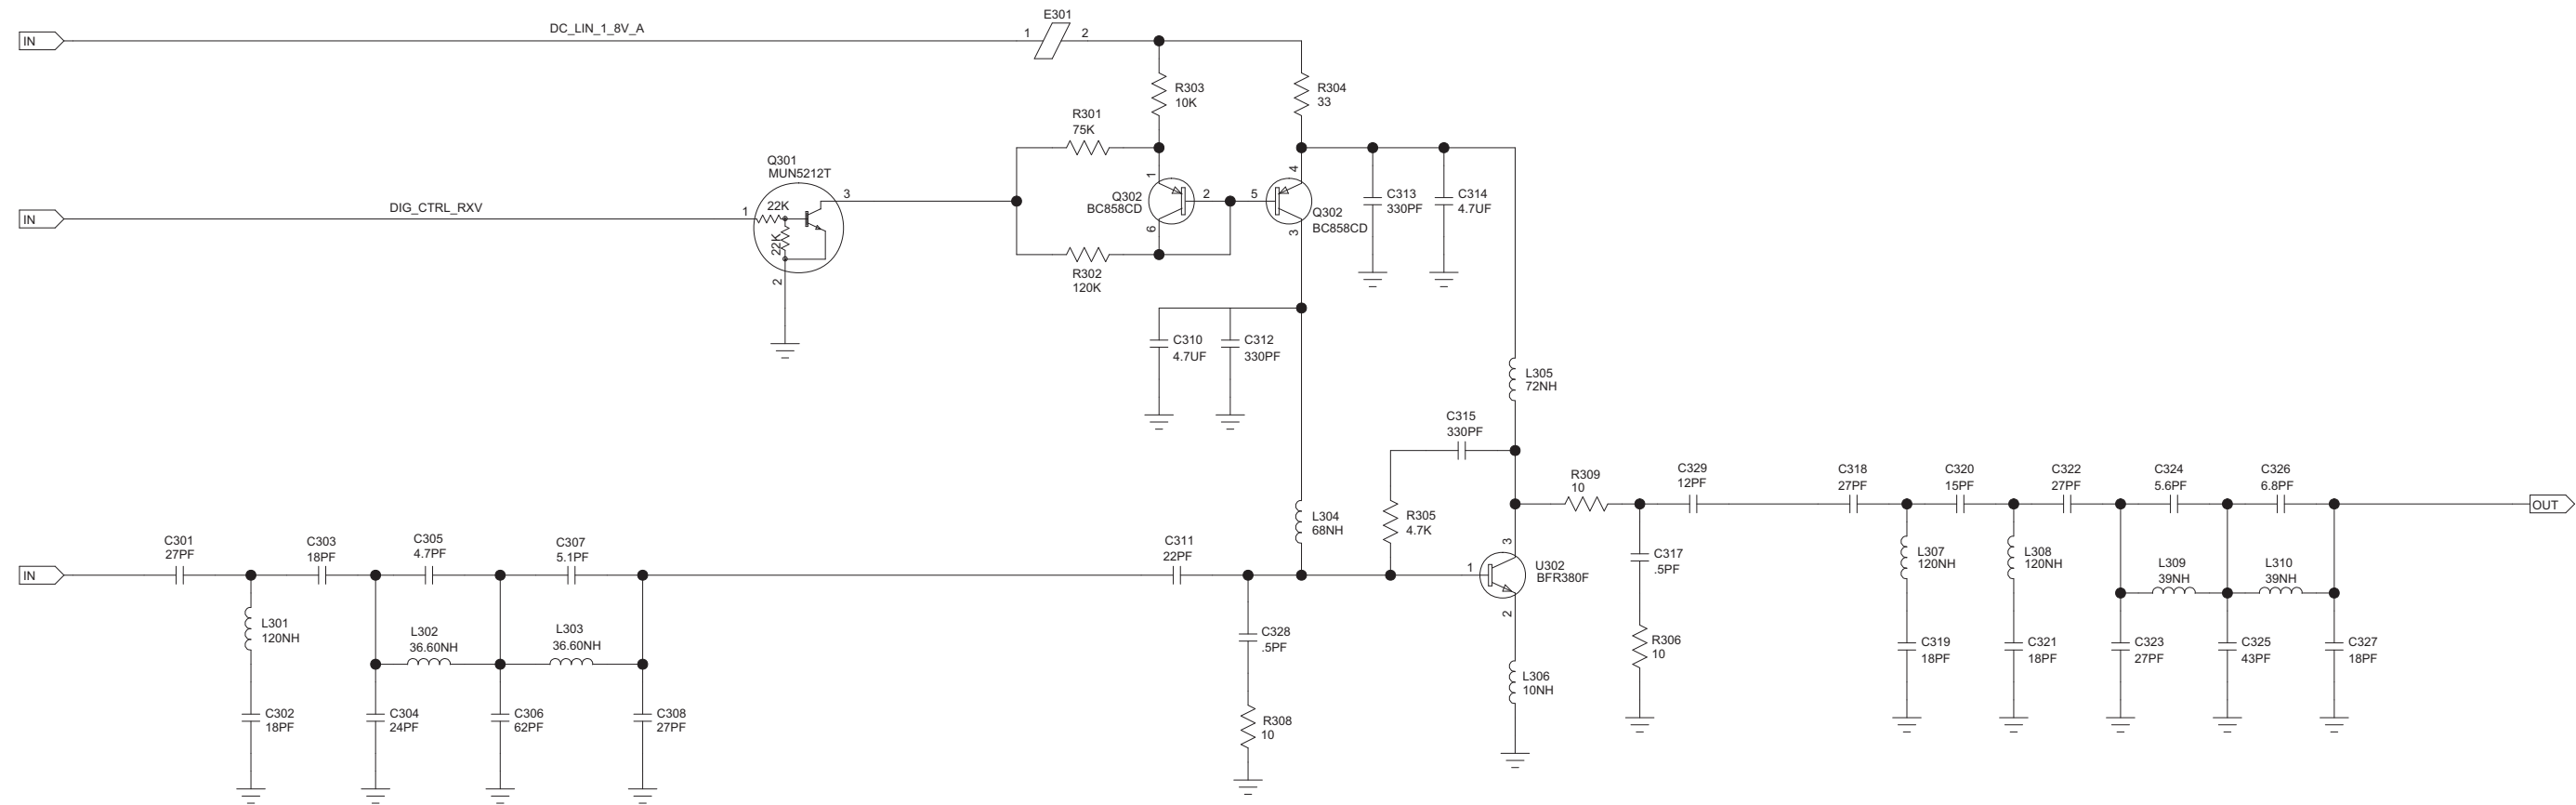 E301
IN
DC_LIN_1_8V_A
1
2
R303
10K
R304
33
R301
75K
Q301
MUN5212T
IN
DIG_CTRL_RXV
1
22K
22K
3
2
1
Q302
BC858CD
2
6
5
4
3
Q302
BC858CD
C313
330PF
C314
4.7UF
R302
120K
C310
4.7UF
C312
330PF
L305
72NH
C315
330PF
R305
4.7K
L304
68NH
R309
10
C329
12PF
C318
27PF
C320
15PF
C322
27PF
C324
5.6PF
C326
6.8PF
OUT
IN
C301
27PF
C303
18PF
C305
4.7PF
C307
5.1PF
C311
22PF
1
3
2
U302
BFR380F
C317
.5PF
L307
120NH
L308
120NH
L309
39NH
L310
39NH
L301
120NH
L302
36.60NH
L303
36.60NH
C328
.5PF
R306
10
C319
18PF
C321
18PF
C323
27PF
C325
43PF
C327
18PF
L306
10NH
C302
18PF
C304
24PF
C306
62PF
C308
27PF
R308
10